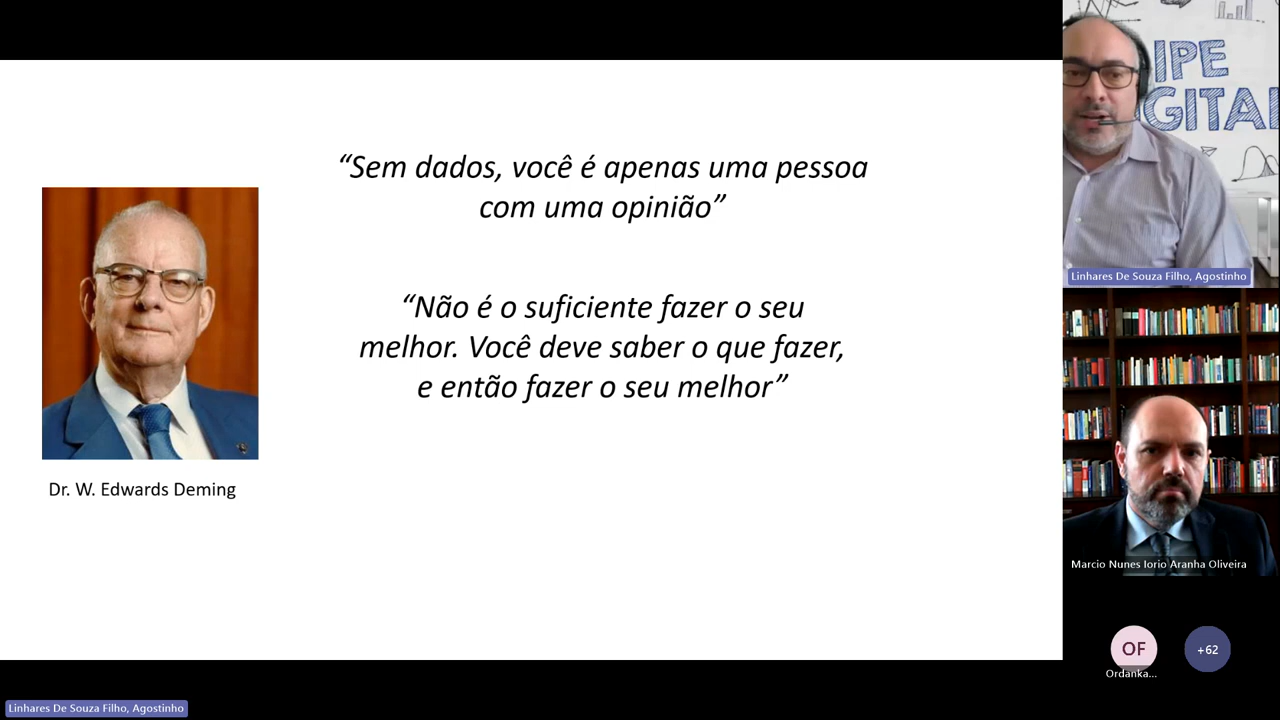 “Sem dados, você é apenas uma pessoa
com uma opinião”
“Não é o suficiente fazer o seu
melhor. Você deve saber o que fazer,
e então fazer o seu melhor”
Dr. W. Edwards Deming
IPE
GITAL
Linhares De Souza Filho, Agostinho
Marcio Nunes Iorio Aranha Oliveira
OF
Ordanka...
+62
Linhares De Souza Filho, Agostinho